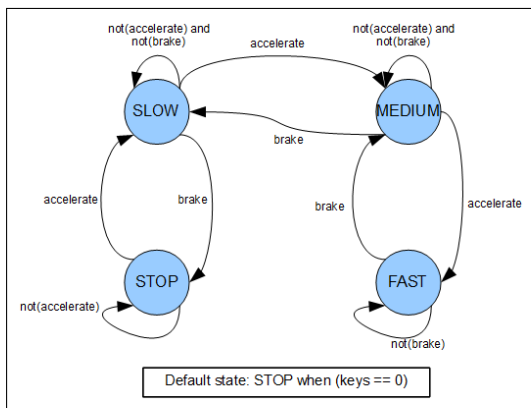 not(accelerate) and
not(brake)
accelerate
not(accelerate) and
not(brake)
SLOW
MEDIUM
brake
accelerate
brake
brake
accelerate
STOP
FAST
not(accelerate)
not(brake)
Default state: STOP when (keys == 0)